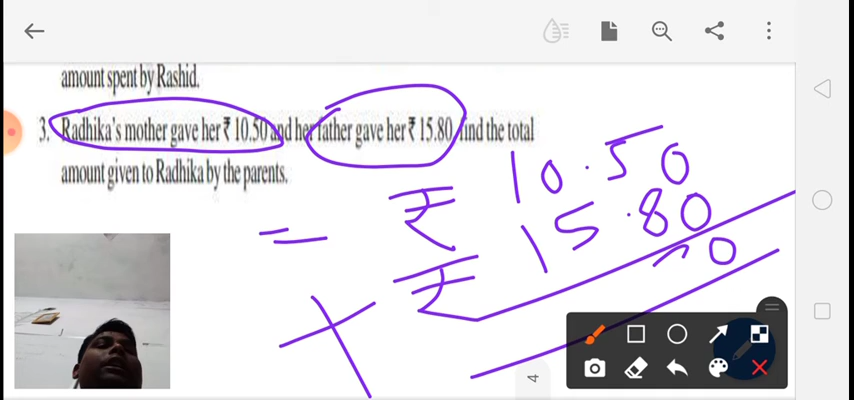 amount spent by Rashid.
3. Radhika's mother gave her ₹ 10.50 and her father gave her ₹ 15.80, find the total
amount given to Radhika by the parents.
= ₹ 10.50
+ ₹ 15.80
0
4